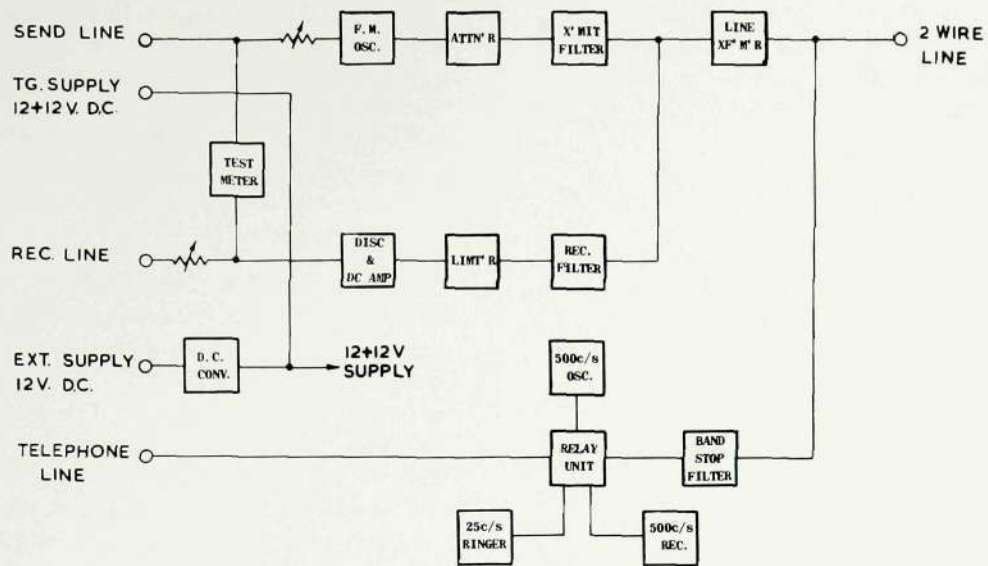 SEND LINE
F. M.
OSC.
ATTN'R
X'MIT
FILTER
LINE
XF'M'R
2 WIRE
LINE
TG. SUPPLY
12+12 V. D.C.
TEST
METER
REC. LINE
DISC
&
DC AMP
LIMT'R
REC.
FILTER
EXT. SUPPLY
12V. D.C.
D.C.
CONV.
12+12V
SUPPLY
500c/s
OSC.
TELEPHONE
LINE
RELAY
UNIT
BAND
STOP
FILTER
25c/s
RINGER
500c/s
REC.